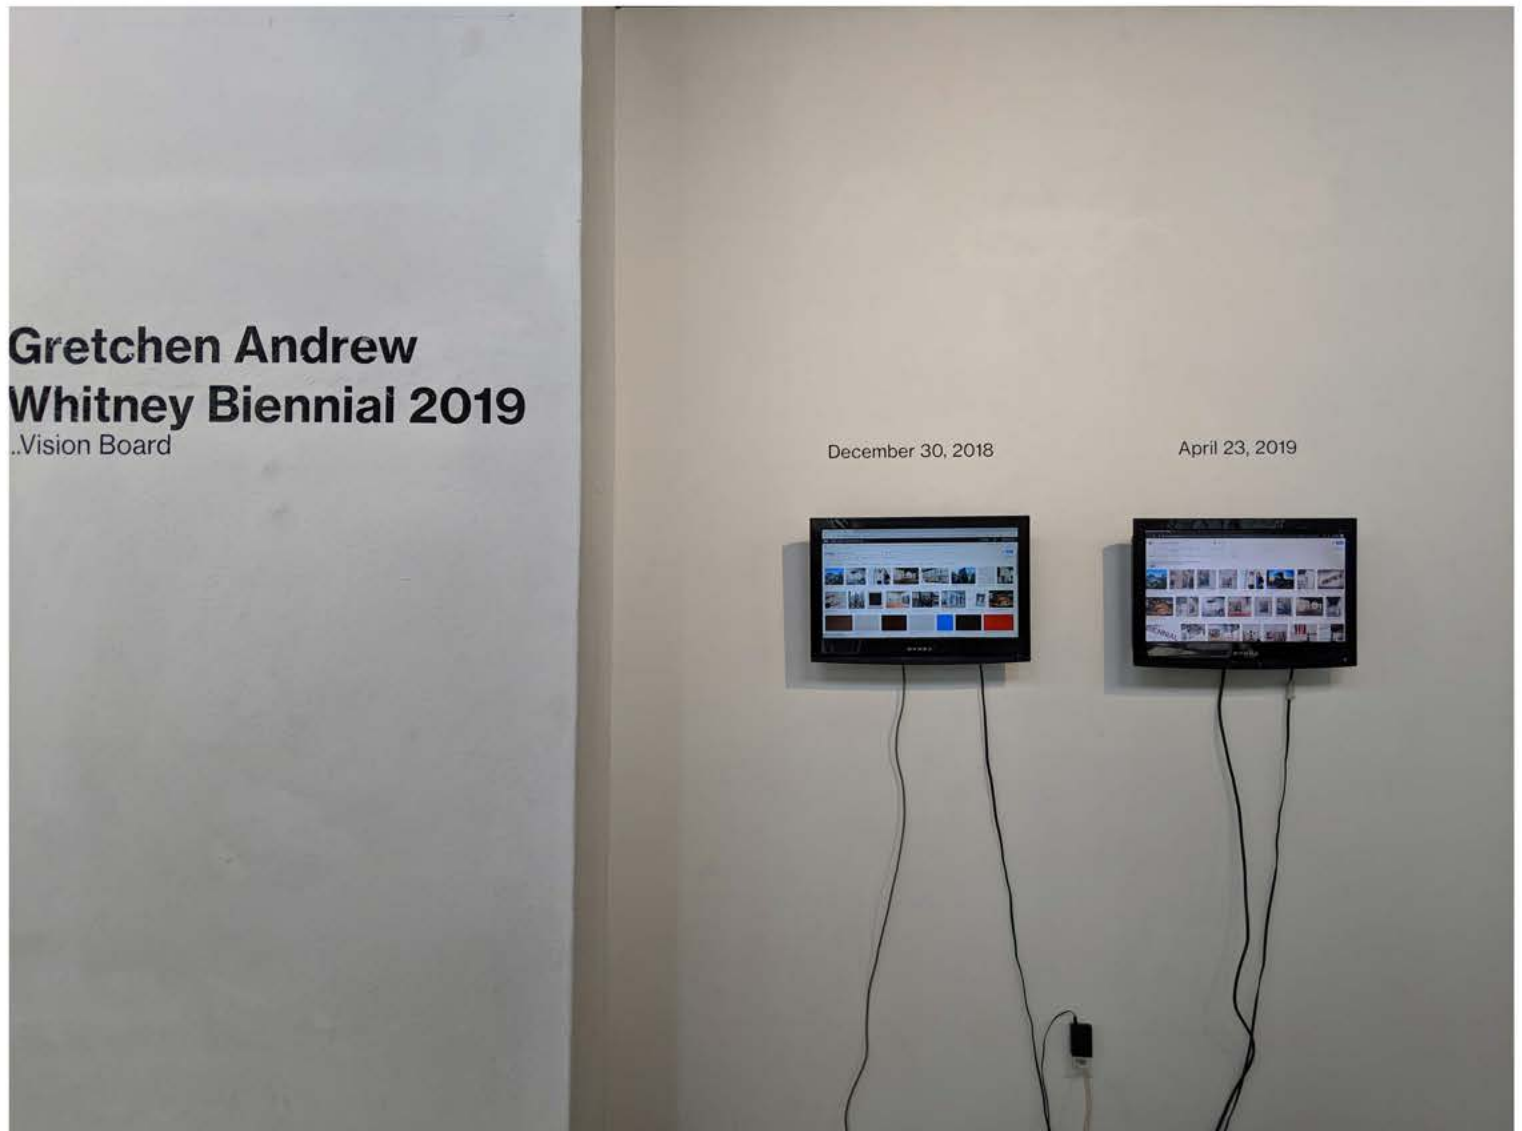 Gretchen Andrew
Whitney Biennial 2019
..Vision Board
December 30, 2018
April 23, 2019